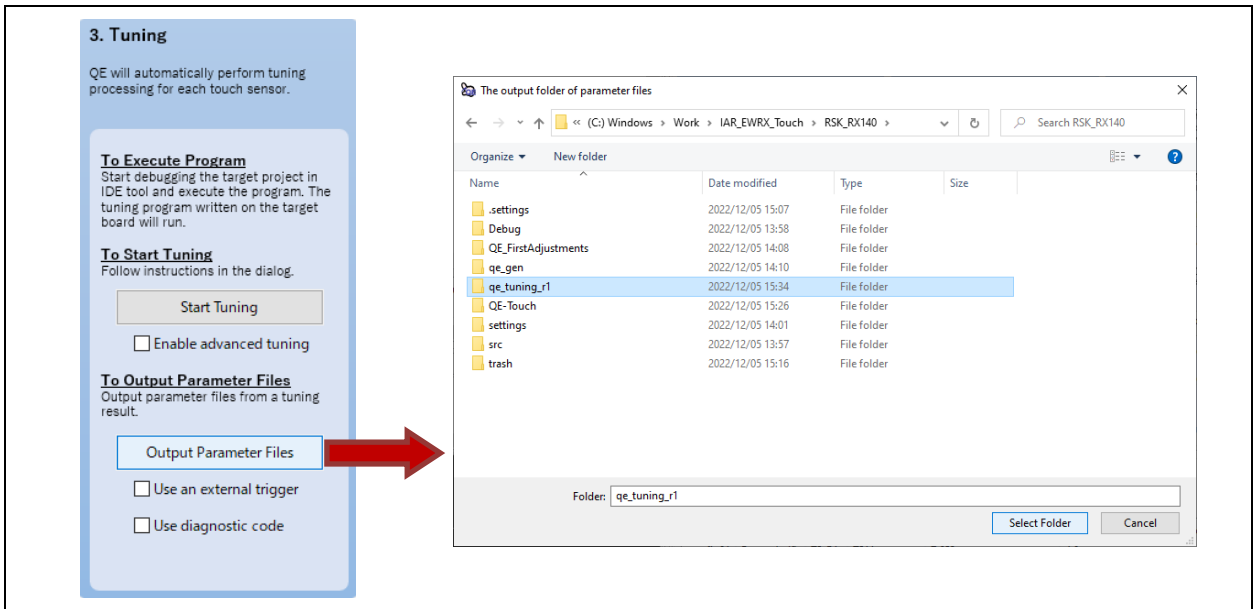 3. Tuning
QE will automatically perform tuning
processing for each touch sensor.
To Execute Program
Start debugging the target project in
IDE tool and execute the program. The
tuning program written on the target
board will run.
To Start Tuning
Follow instructions in the dialog.
Start Tuning
Enable advanced tuning
To Output Parameter Files
Output parameter files from a tuning
result.
Output Parameter Files
Use an external trigger
Use diagnostic code
The output folder of parameter files
« (C:) Windows › Work › IAR_EWRX_Touch › RSK_RX140 ›
Search RSK_RX140
Organize New folder
Name Date modified Type Size
.settings 2022/12/05 15:07 File folder
Debug 2022/12/05 13:58 File folder
QE_FirstAdjustments 2022/12/05 14:08 File folder
qe_gen 2022/12/05 14:10 File folder
qe_tuning_r1 2022/12/05 15:34 File folder
QE-Touch 2022/12/05 15:26 File folder
settings 2022/12/05 14:01 File folder
src 2022/12/05 13:57 File folder
trash 2022/12/05 15:16 File folder
Folder: qe_tuning_r1
Select Folder Cancel